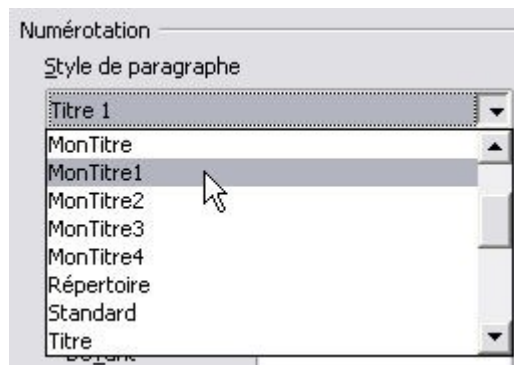 Numérotation
Style de paragraphe
Titre 1
MonTitre
MonTitre1
MonTitre2
MonTitre3
MonTitre4
Répertoire
Standard
Titre